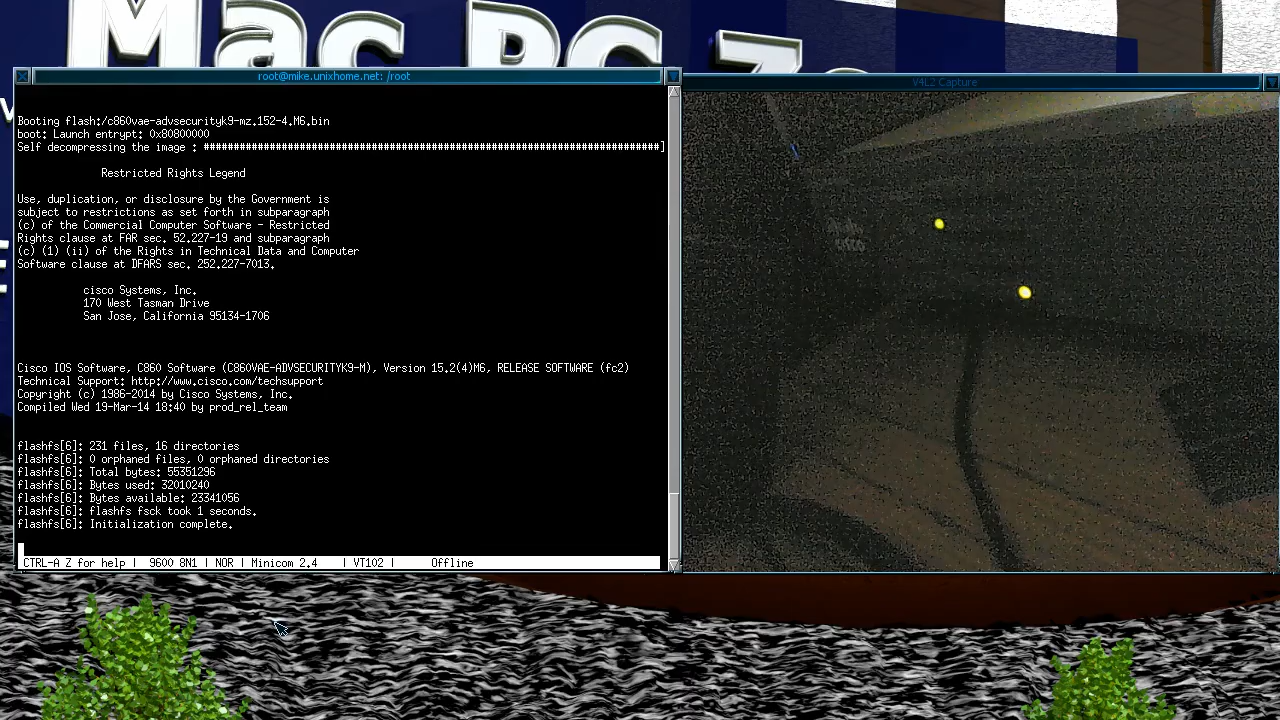 Mac PC Z
root@mike.unixhome.net: /root
V4L2 Capture
Booting flash:/c860vae-advsecurityk9-mz.152-4.M6.bin
boot: Launch entrypt: 0x80800000
Self decompressing the image : ###############################################################################]
Restricted Rights Legend
Use, duplication, or disclosure by the Government is
subject to restrictions as set forth in subparagraph
(c) of the Commercial Computer Software - Restricted
Rights clause at FAR sec. 52.227-19 and subparagraph
(c) (1) (ii) of the Rights in Technical Data and Computer
Software clause at DFARS sec. 252.227-7013.
cisco Systems, Inc.
170 West Tasman Drive
San Jose, California 95134-1706
Cisco IOS Software, C860 Software (C860VAE-ADVSECURITYK9-M), Version 15.2(4)M6, RELEASE SOFTWARE (fc2)
Technical Support: http://www.cisco.com/techsupport
Copyright (c) 1986-2014 by Cisco Systems, Inc.
Compiled Wed 19-Mar-14 18:40 by prod_rel_team
flashfs[6]: 231 files, 16 directories
flashfs[6]: 0 orphaned files, 0 orphaned directories
flashfs[6]: Total bytes: 55351296
flashfs[6]: Bytes used: 32010240
flashfs[6]: Bytes available: 23341056
flashfs[6]: flashfs fsck took 1 seconds.
flashfs[6]: Initialization complete.
CTRL-A Z for help | 9600 8N1 | NOR | Minicom 2.4 | VT102 | Offline
cisco